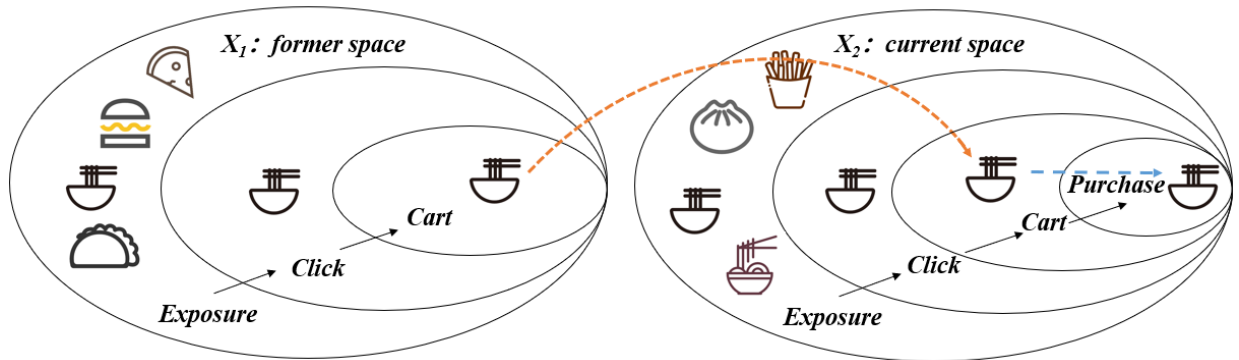 X1: former space
Cart
Click
Exposure
X2: current space
Purchase
Cart
Click
Exposure